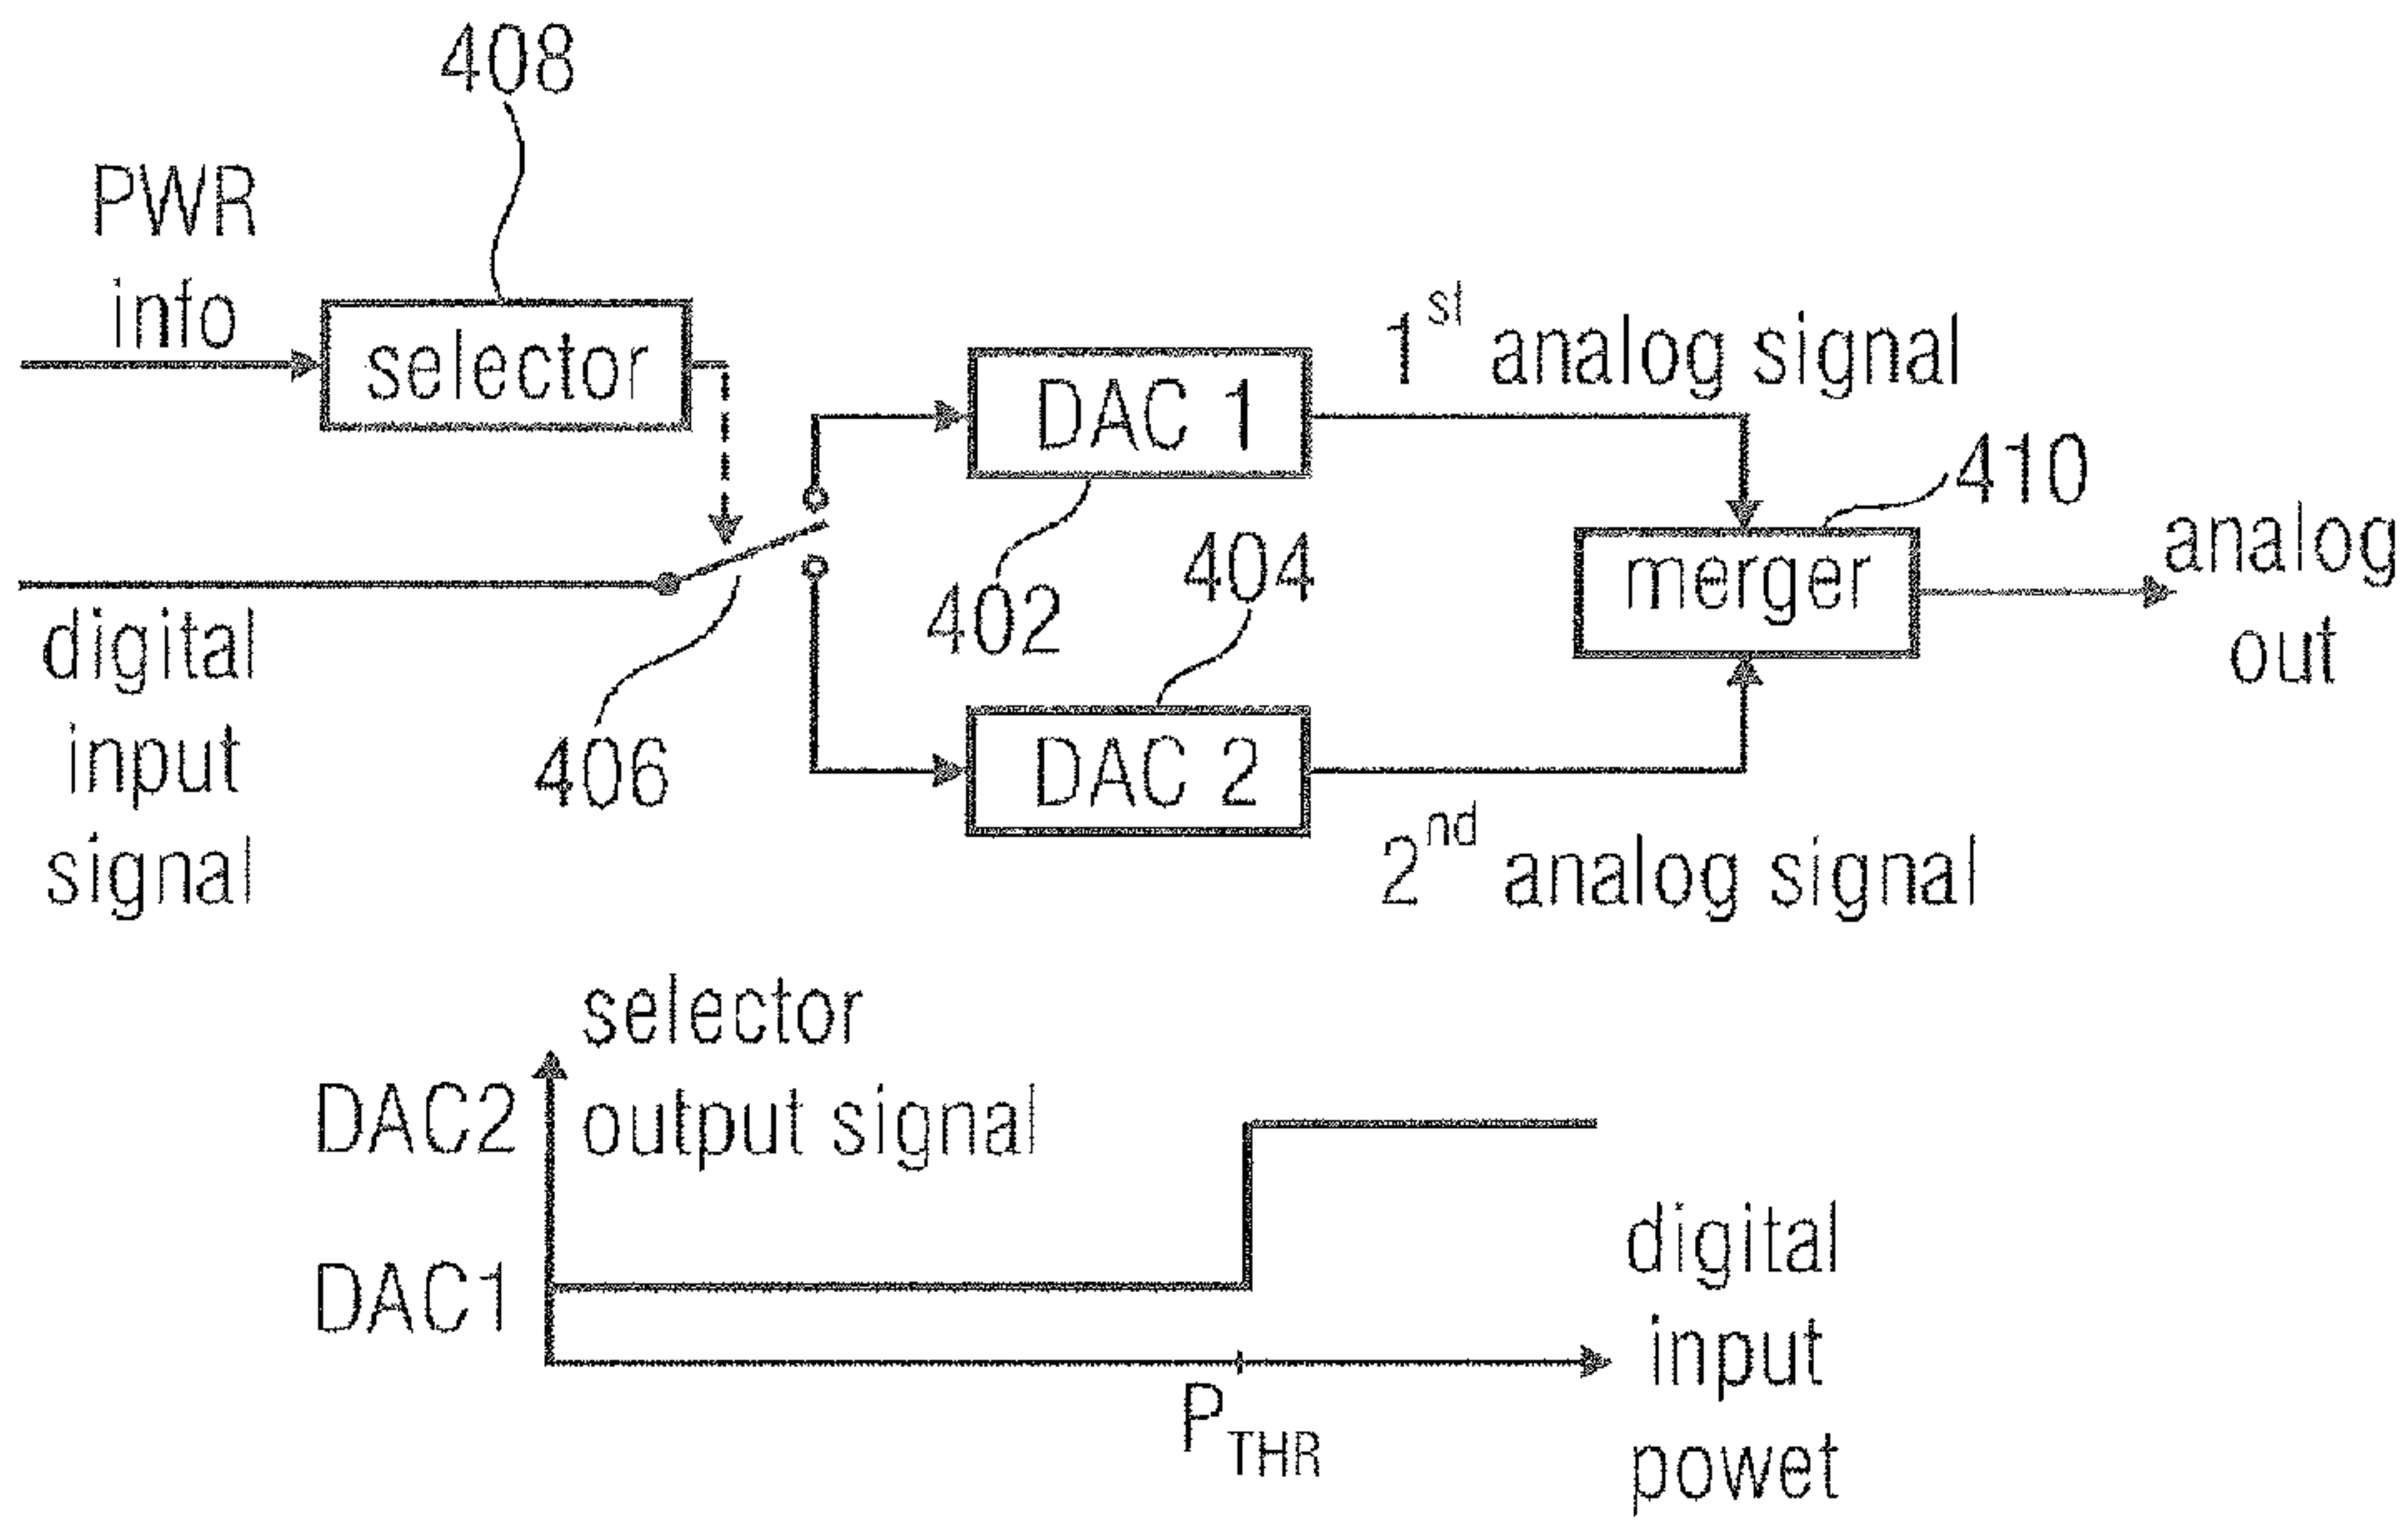 408
PWR
info
selector
DAC 1
1st analog signal
410
analog
out
merger
402
404
digital
input
signal
406
DAC 2
2nd analog signal
selector
output signal
DAC2
DAC1
PTHR
digital
input
powet